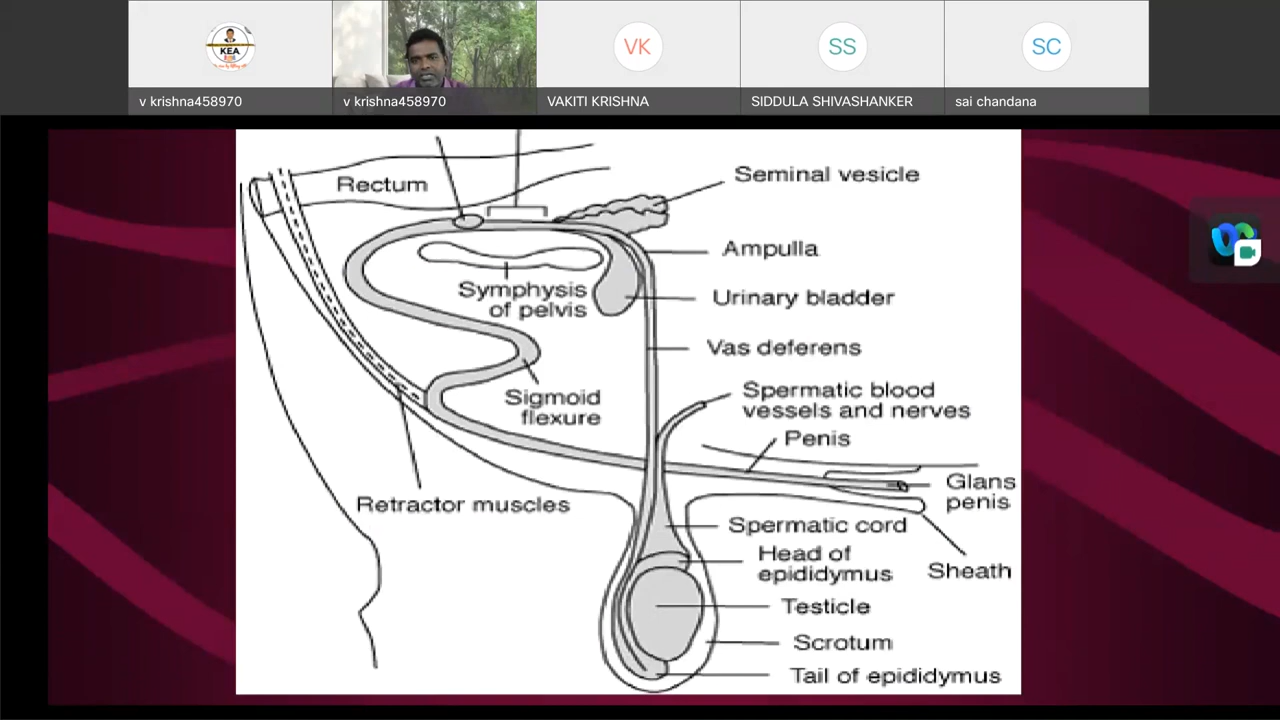 KEA
VK
SS
SC
v krishna458970
v krishna458970
VAKITI KRISHNA
SIDDULA SHIVASHANKER
sai chandana
Rectum
Seminal vesicle
Ampulla
Symphysis
of pelvis
Urinary bladder
Vas deferens
Sigmoid
flexure
Spermatic blood
vessels and nerves
Penis
Glans
penis
Retractor muscles
Spermatic cord
Head of
epididymus
Sheath
Testicle
Scrotum
Tail of epididymus